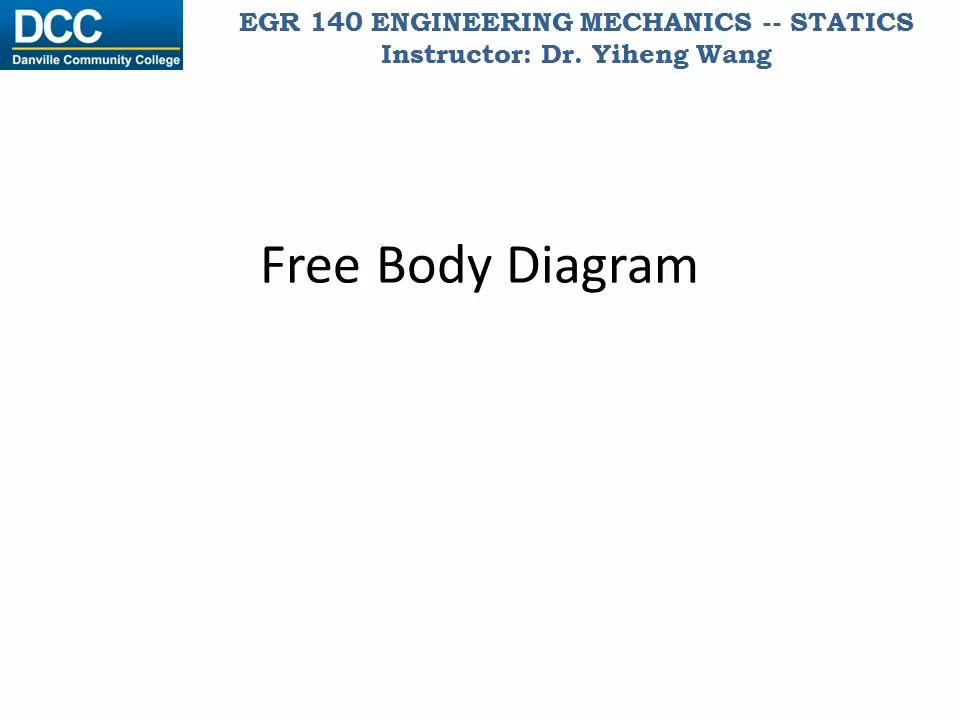 DCC
Danville Community College
EGR 140 ENGINEERING MECHANICS -- STATICS
Instructor: Dr. Yiheng Wang
Free Body Diagram